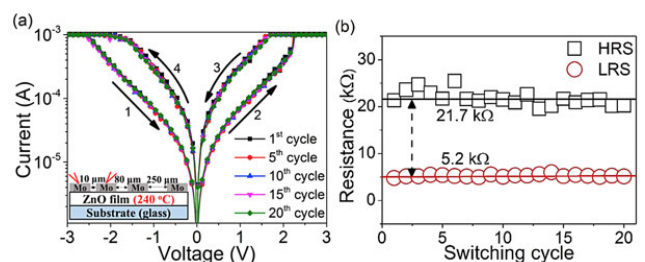 (a)
10⁻³
10⁻⁴
10⁻⁵
Current (A)
4
3
1
2
1ˢᵗ cycle
5ᵗʰ cycle
10ᵗʰ cycle
15ᵗʰ cycle
20ᵗʰ cycle
10 μm 80 μm 250 μm
Mo Mo Mo Mo
ZnO film (240 °C)
Substrate (glass)
-3 -2 -1 0 1 2 3
Voltage (V)
(b)
40
30
20
10
0
Resistance (kΩ)
HRS
LRS
21.7 kΩ
5.2 kΩ
0 5 10 15 20
Switching cycle